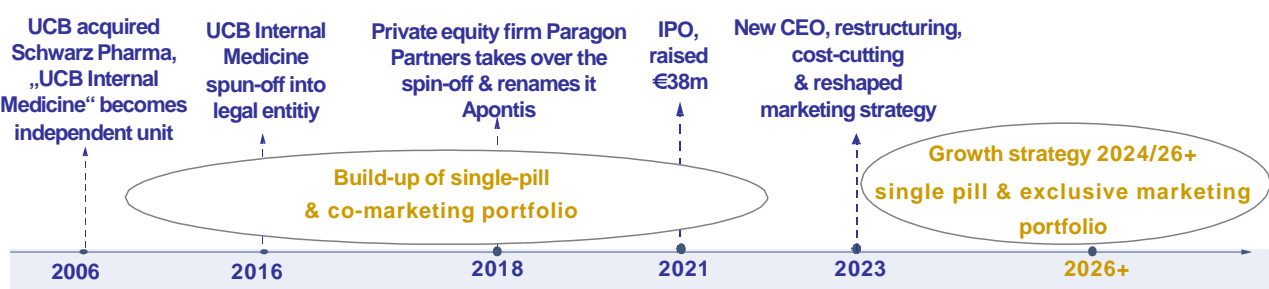 UCB acquired
Schwarz Pharma,
„UCB Internal
Medicine“ becomes
independent unit
UCB Internal
Medicine
spun-off into
legal entitiy
Private equity firm Paragon
Partners takes over the
spin-off & renames it
Apontis
IPO,
raised
€38m
New CEO, restructuring,
cost-cutting
& reshaped
marketing strategy
Build-up of single-pill
& co-marketing portfolio
Growth strategy 2024/26+
single pill & exclusive marketing
portfolio
2006
2016
2018
2021
2023
2026+